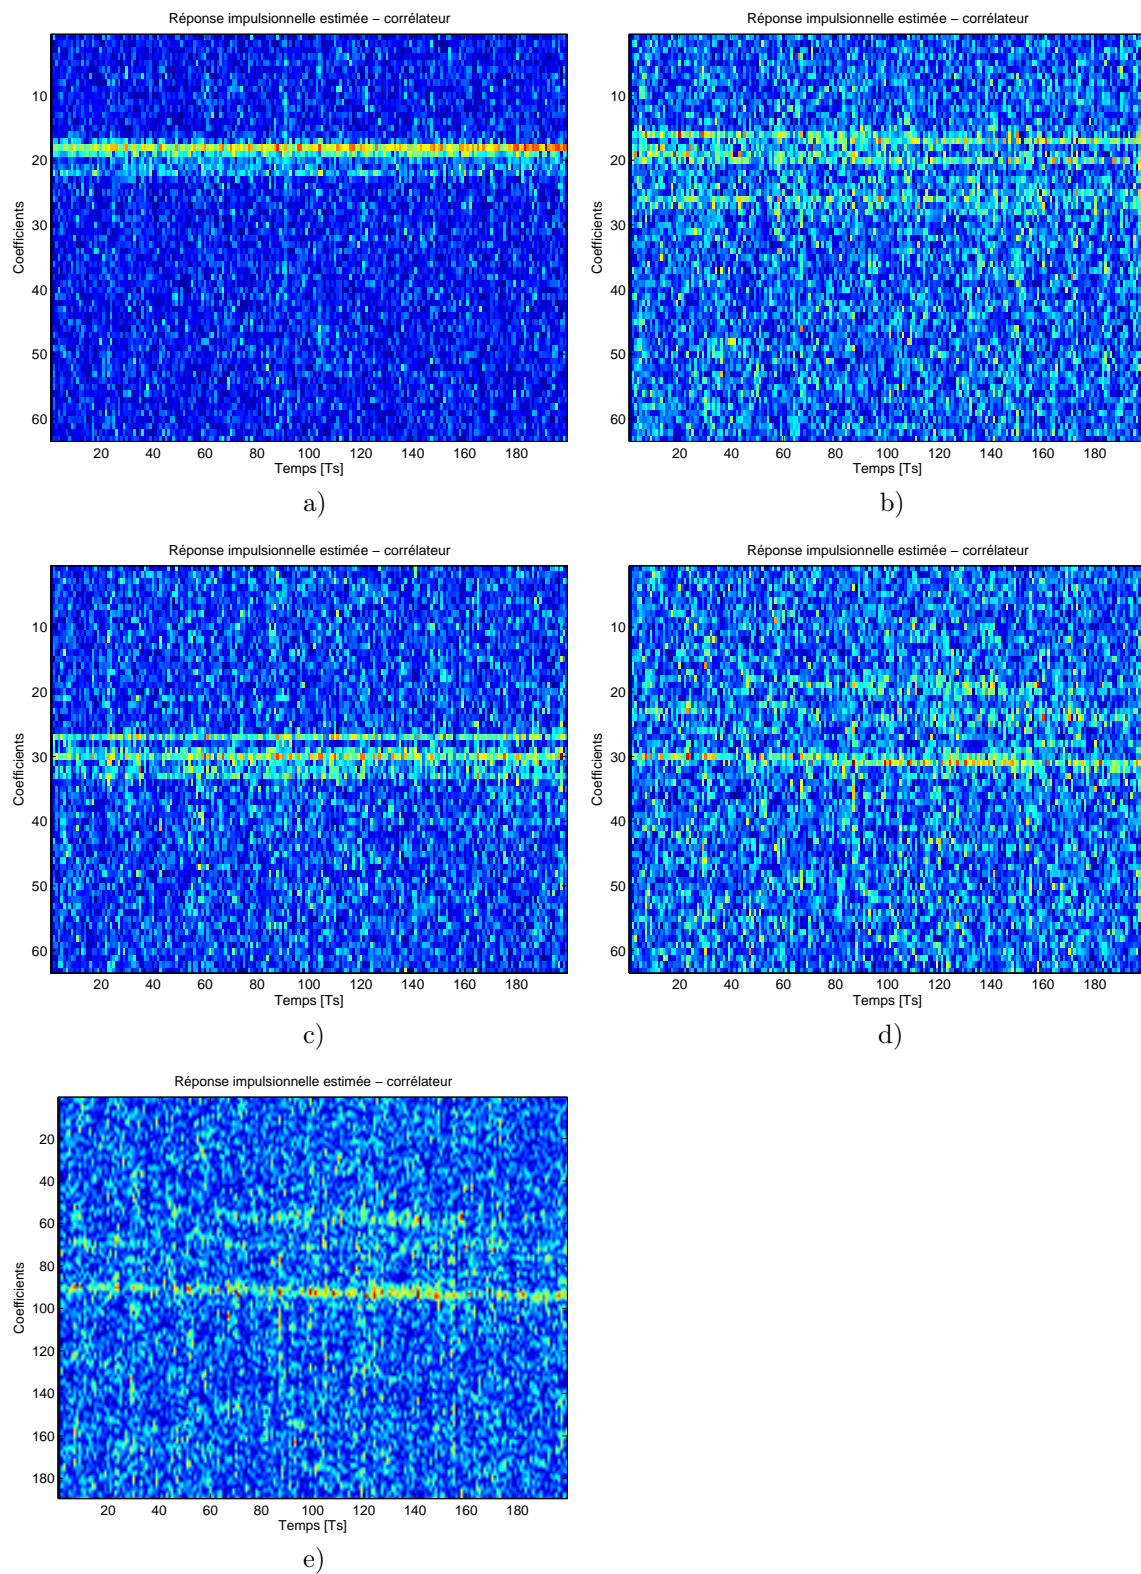 Réponse impulsionnelle estimée – corrélateur
Coefficients
10
20
30
40
50
60
20 40 60 80 100 120 140 160 180
Temps [Ts]
a)
Réponse impulsionnelle estimée – corrélateur
Coefficients
10
20
30
40
50
60
20 40 60 80 100 120 140 160 180
Temps [Ts]
b)
Réponse impulsionnelle estimée – corrélateur
Coefficients
10
20
30
40
50
60
20 40 60 80 100 120 140 160 180
Temps [Ts]
c)
Réponse impulsionnelle estimée – corrélateur
Coefficients
10
20
30
40
50
60
20 40 60 80 100 120 140 160 180
Temps [Ts]
d)
Réponse impulsionnelle estimée – corrélateur
Coefficients
20
40
60
80
100
120
140
160
180
20 40 60 80 100 120 140 160 180
Temps [Ts]
e)